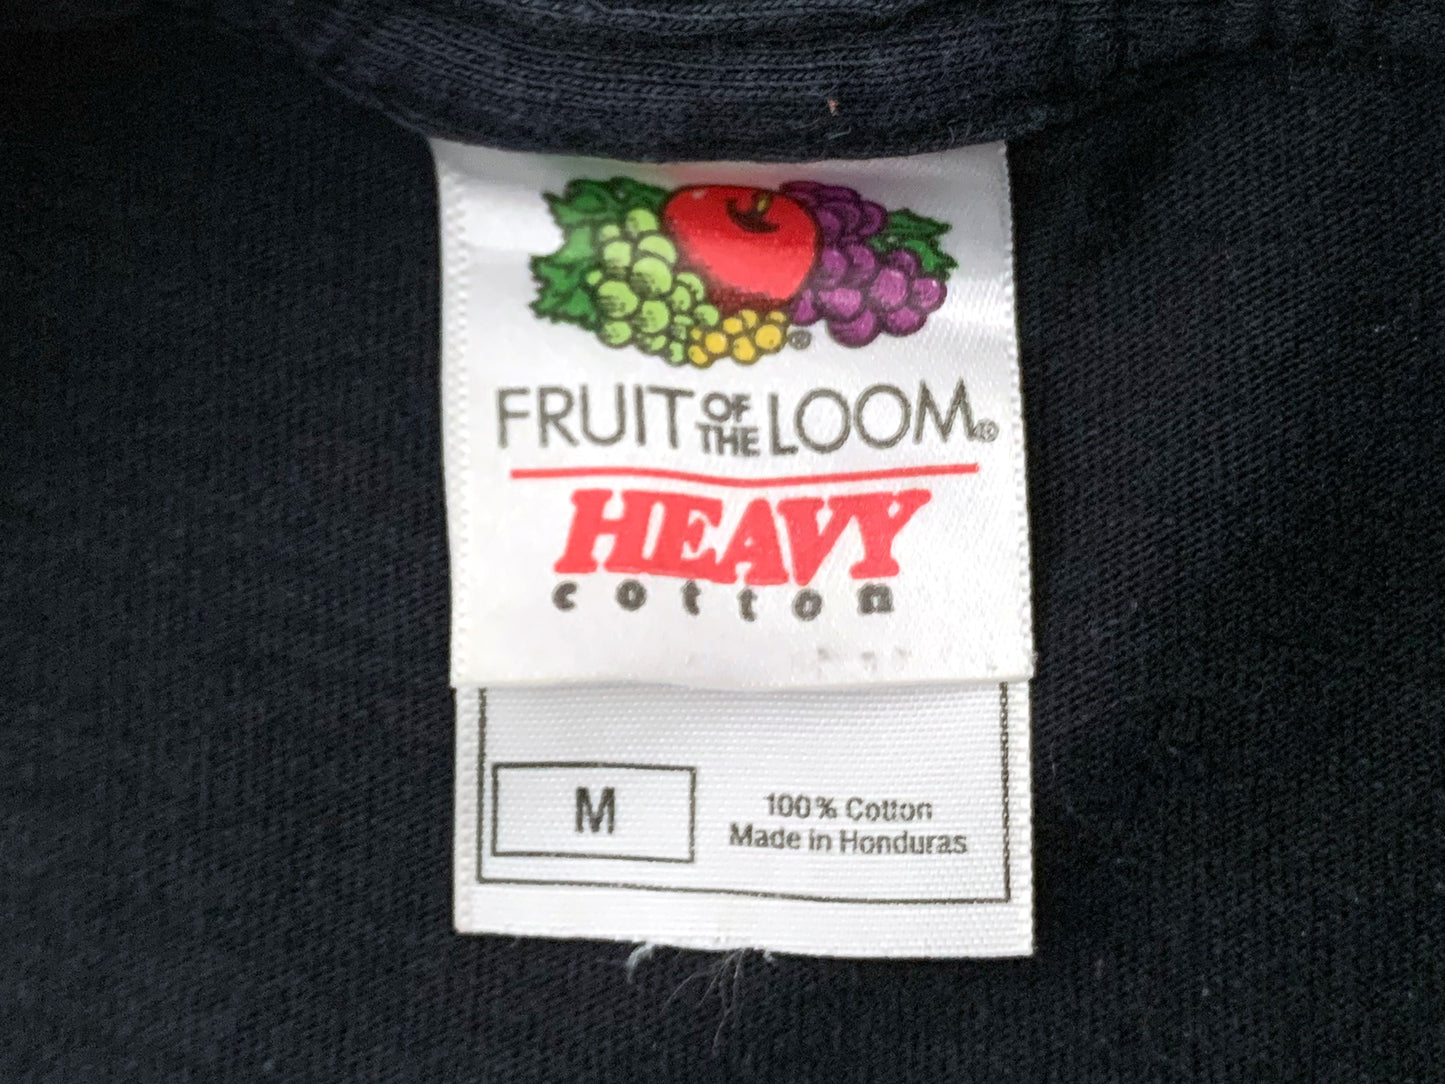 FRUIT OF THE LOOM®
HEAVY
cotton
M
100% Cotton
Made in Honduras